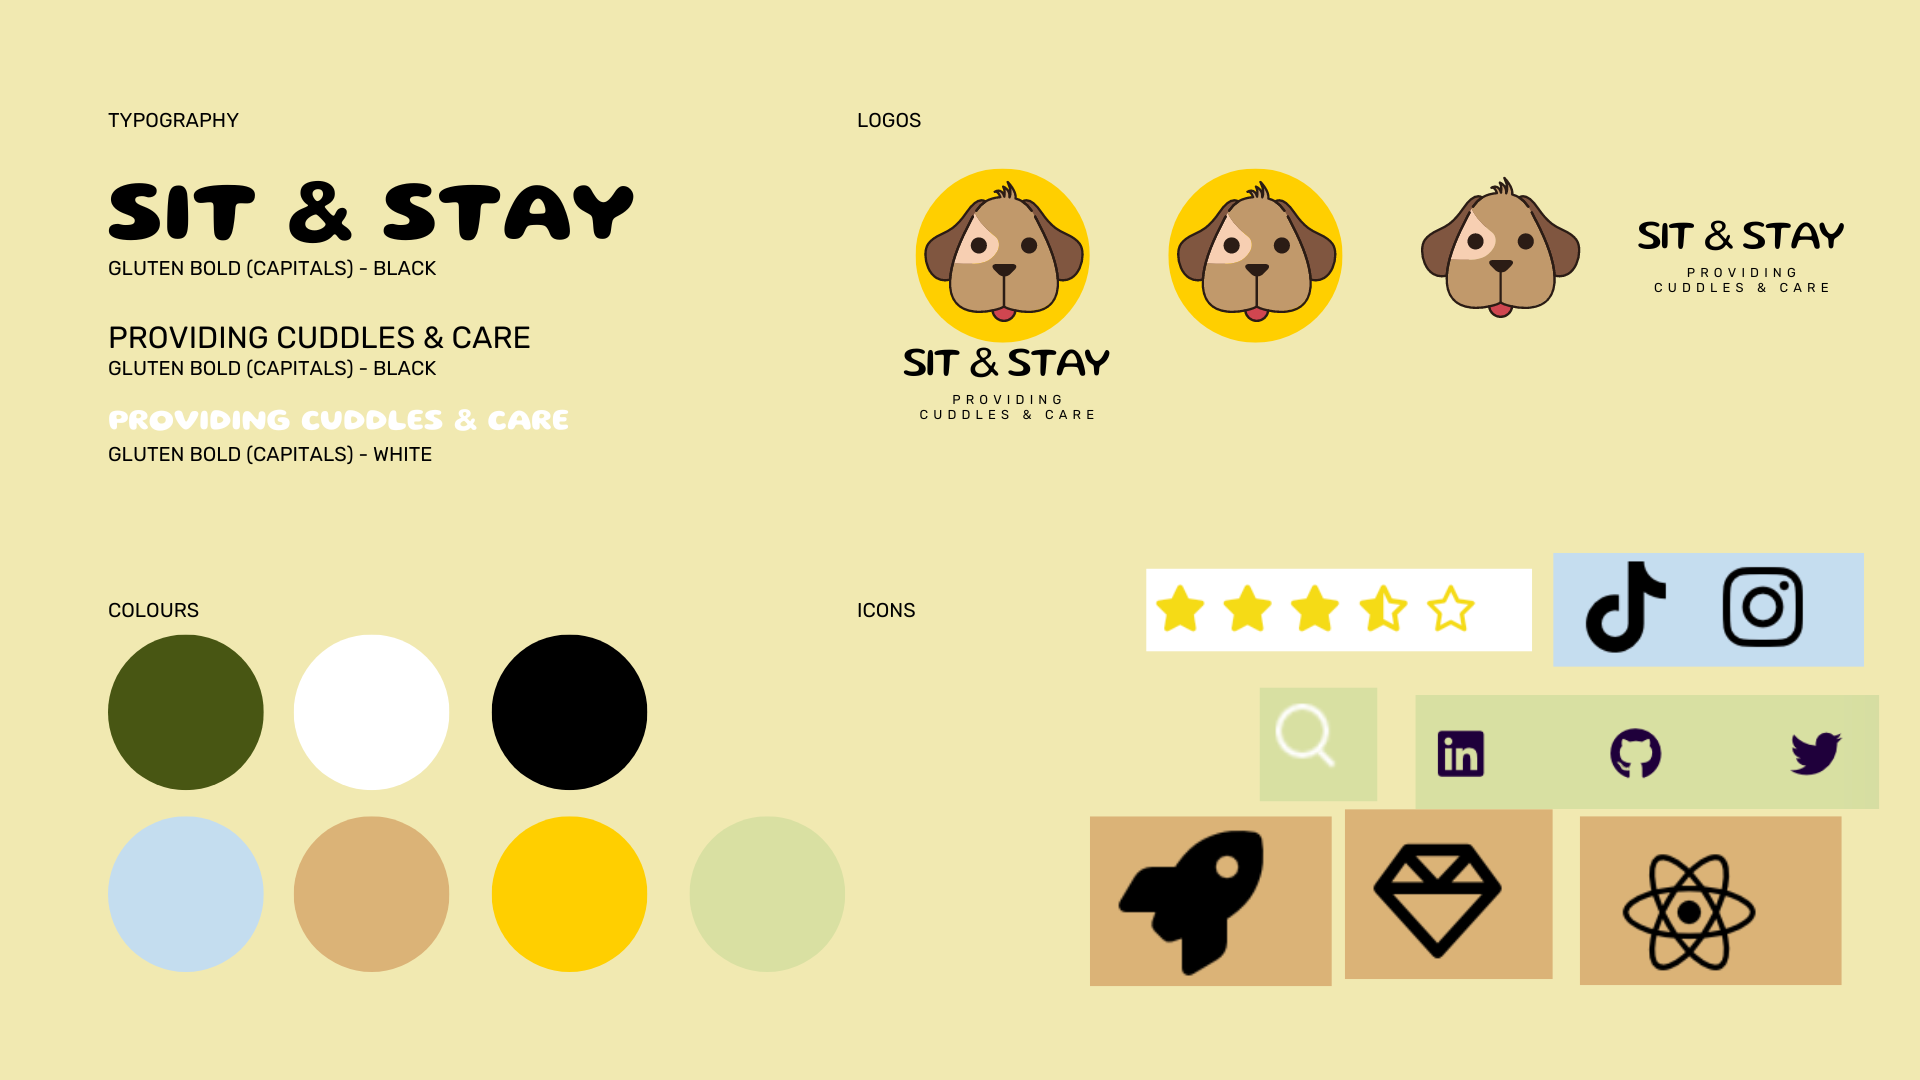 TYPOGRAPHY
SIT & STAY
GLUTEN BOLD (CAPITALS) - BLACK
PROVIDING CUDDLES & CARE
GLUTEN BOLD (CAPITALS) - BLACK
PROVIDING CUDDLES & CARE
GLUTEN BOLD (CAPITALS) - WHITE
LOGOS
SIT & STAY
PROVIDING
CUDDLES & CARE
SIT & STAY
PROVIDING
CUDDLES & CARE
COLOURS
ICONS
in